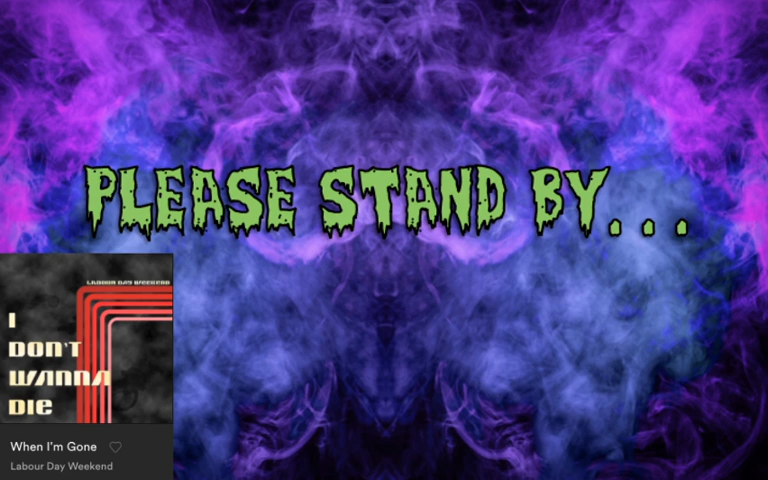 PLEASE STAND BY...
LABOUR DAY WEEKEND
I
DON'T
WANNA
DIE
When I'm Gone
Labour Day Weekend